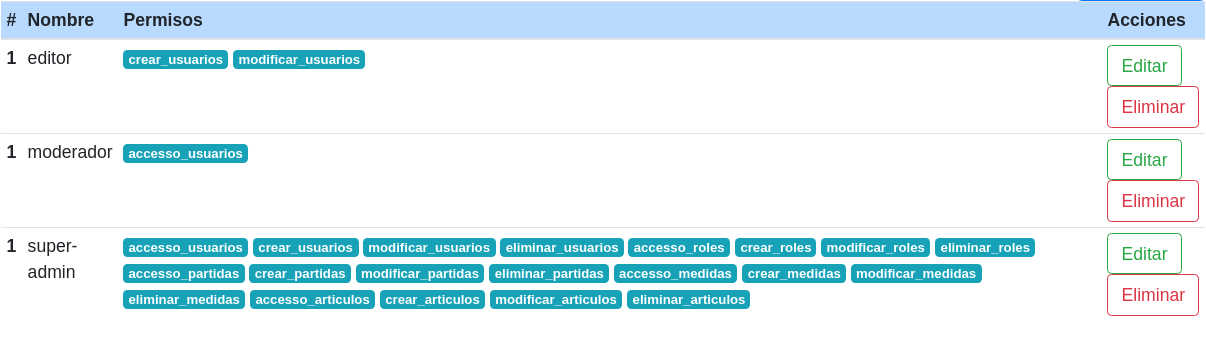 # Nombre Permisos Acciones
1 editor crear_usuarios modificar_usuarios Editar
Eliminar
1 moderador accesso_usuarios Editar
Eliminar
1 super- accesso_usuarios crear_usuarios modificar_usuarios eliminar_usuarios accesso_roles crear_roles modificar_roles eliminar_roles Editar
admin accesso_partidas crear_partidas modificar_partidas eliminar_partidas accesso_medidas crear_medidas modificar_medidas
eliminar_medidas accesso_articulos crear_articulos modificar_articulos eliminar_articulos Eliminar